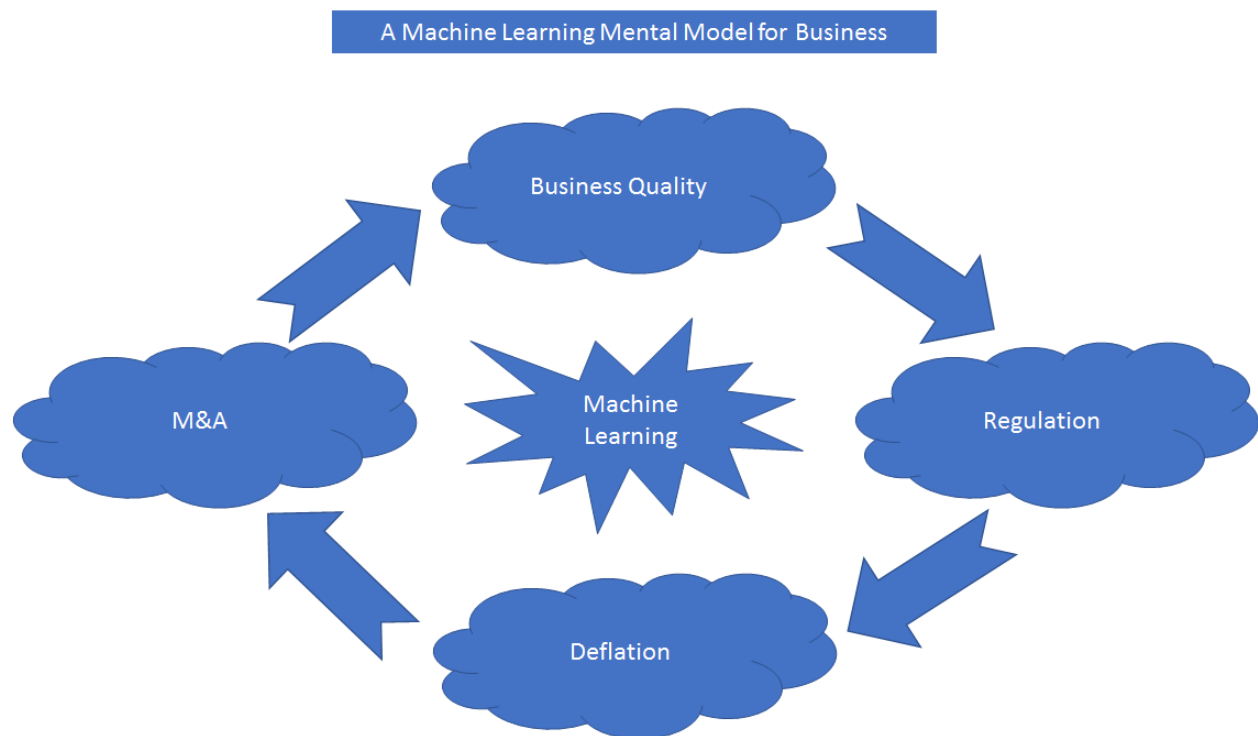 A Machine Learning Mental Model for Business
Business Quality
M&A
Machine
Learning
Regulation
Deflation